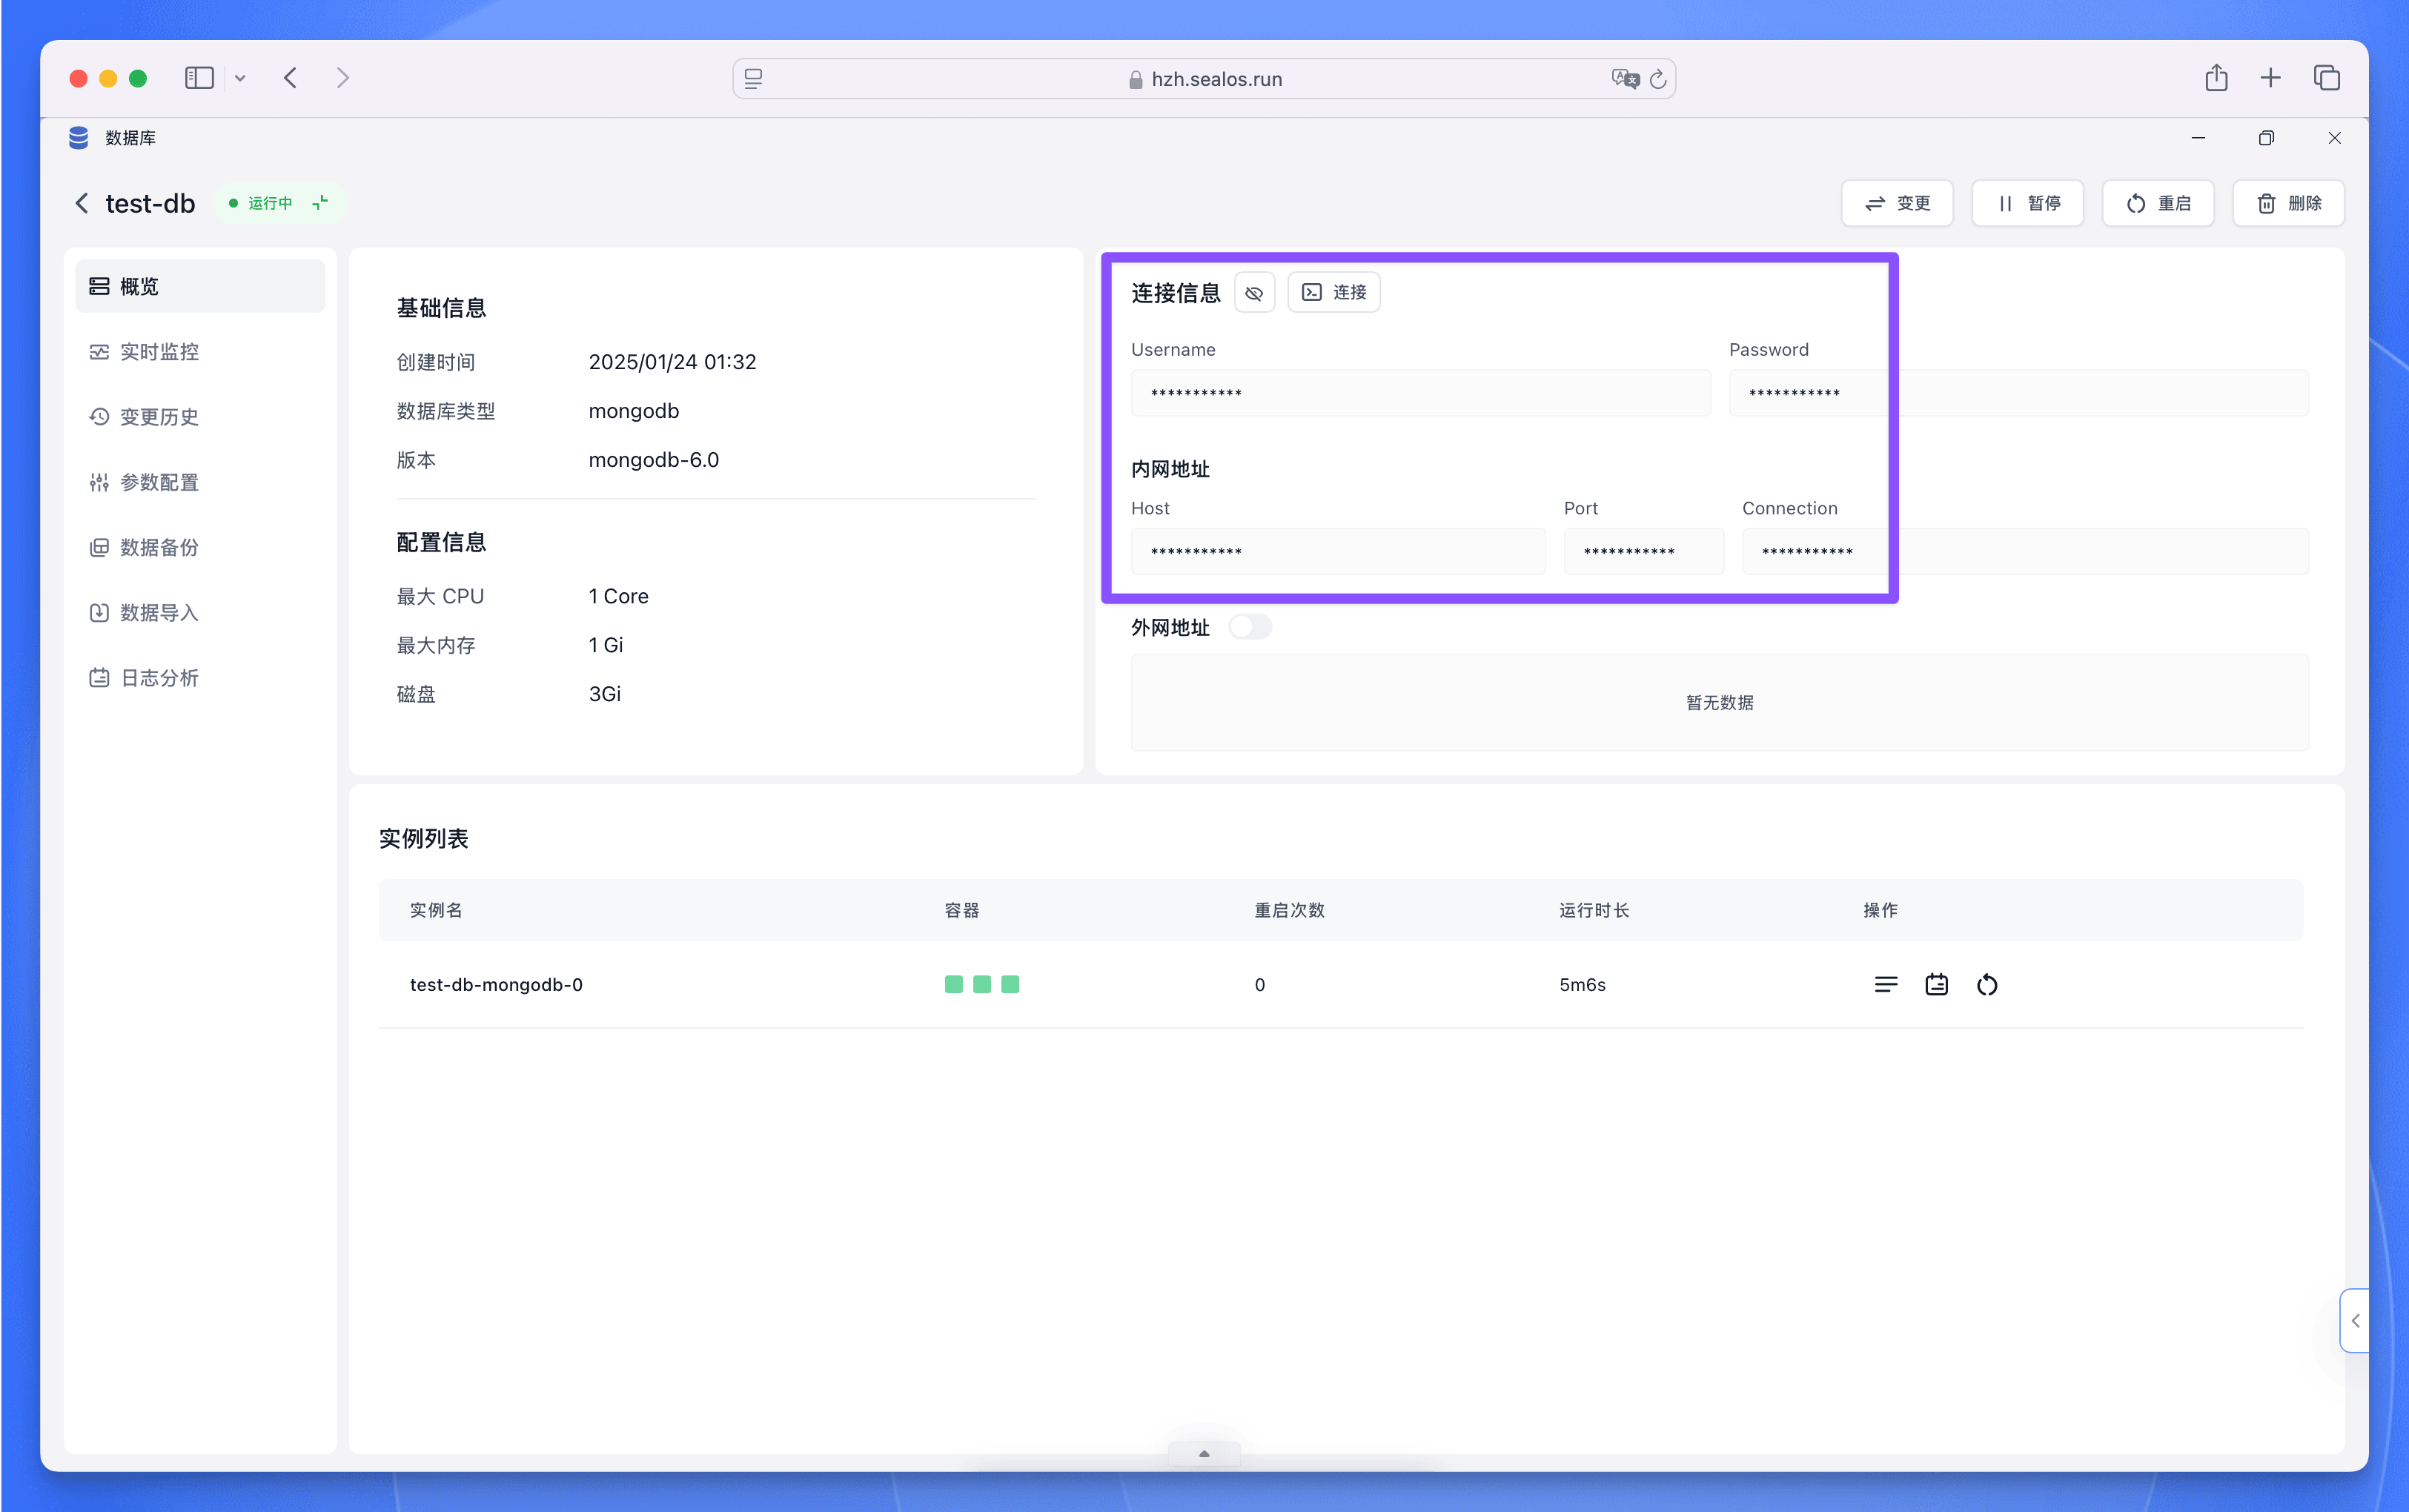 hzh.sealos.run
数据库
test-db 运行中
变更 暂停 重启 删除
概览
实时监控
变更历史
参数配置
数据备份
数据导入
日志分析
基础信息
创建时间 2025/01/24 01:32
数据库类型 mongodb
版本 mongodb-6.0
配置信息
最大 CPU 1 Core
最大内存 1 Gi
磁盘 3Gi
连接信息 连接
Username Password
*********** ***********
内网地址
Host Port Connection
*********** *********** ***********
外网地址
暂无数据
实例列表
实例名 容器 重启次数 运行时长 操作
test-db-mongodb-0 0 5m6s